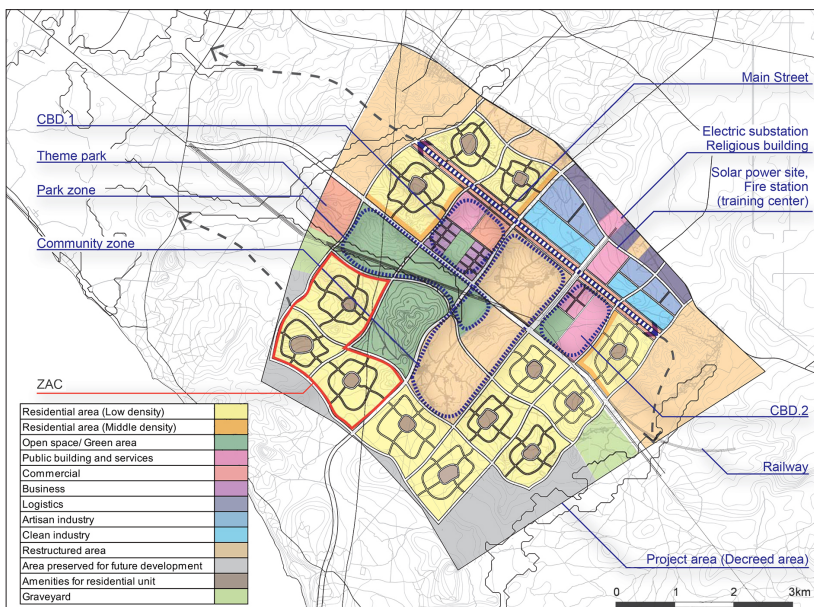 Main Street
CBD.1
Electric substation
Religious building
Theme park
Solar power site,
Fire station
(training center)
Park zone
Community zone
ZAC
CBD.2
Railway
Project area (Decreed area)
Residential area (Low density)
Residential area (Middle density)
Open space/ Green area
Public building and services
Commercial
Business
Logistics
Artisan industry
Clean industry
Restructured area
Area preserved for future development
Amenities for residential unit
Graveyard
0 1 2 3km